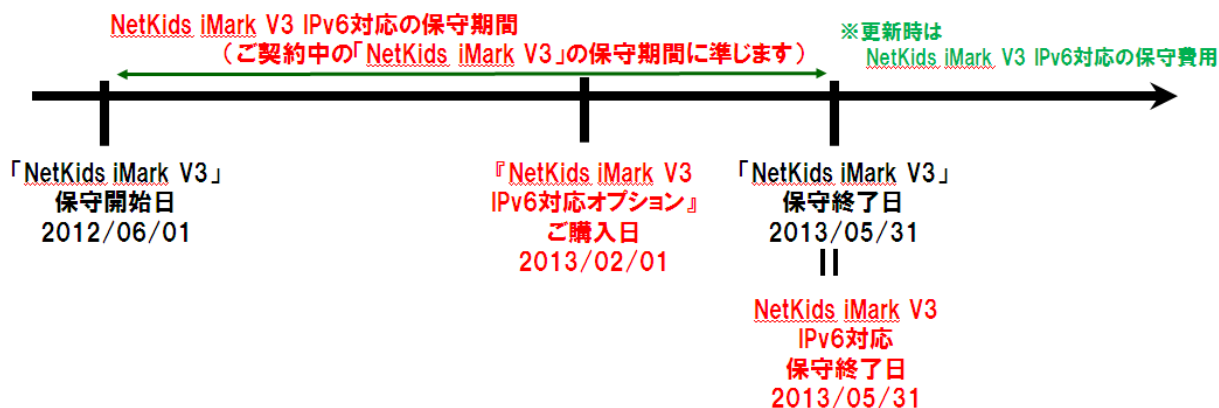 NetKids iMark V3 IPv6対応の保守期間
（ご契約中の「NetKids iMark V3」の保守期間に準じます）
※更新時は
NetKids iMark V3 IPv6対応の保守費用
「NetKids iMark V3」
保守開始日
2012/06/01
『NetKids iMark V3
IPv6対応オプション』
ご購入日
2013/02/01
「NetKids iMark V3」
保守終了日
2013/05/31
NetKids iMark V3
IPv6対応
保守終了日
2013/05/31